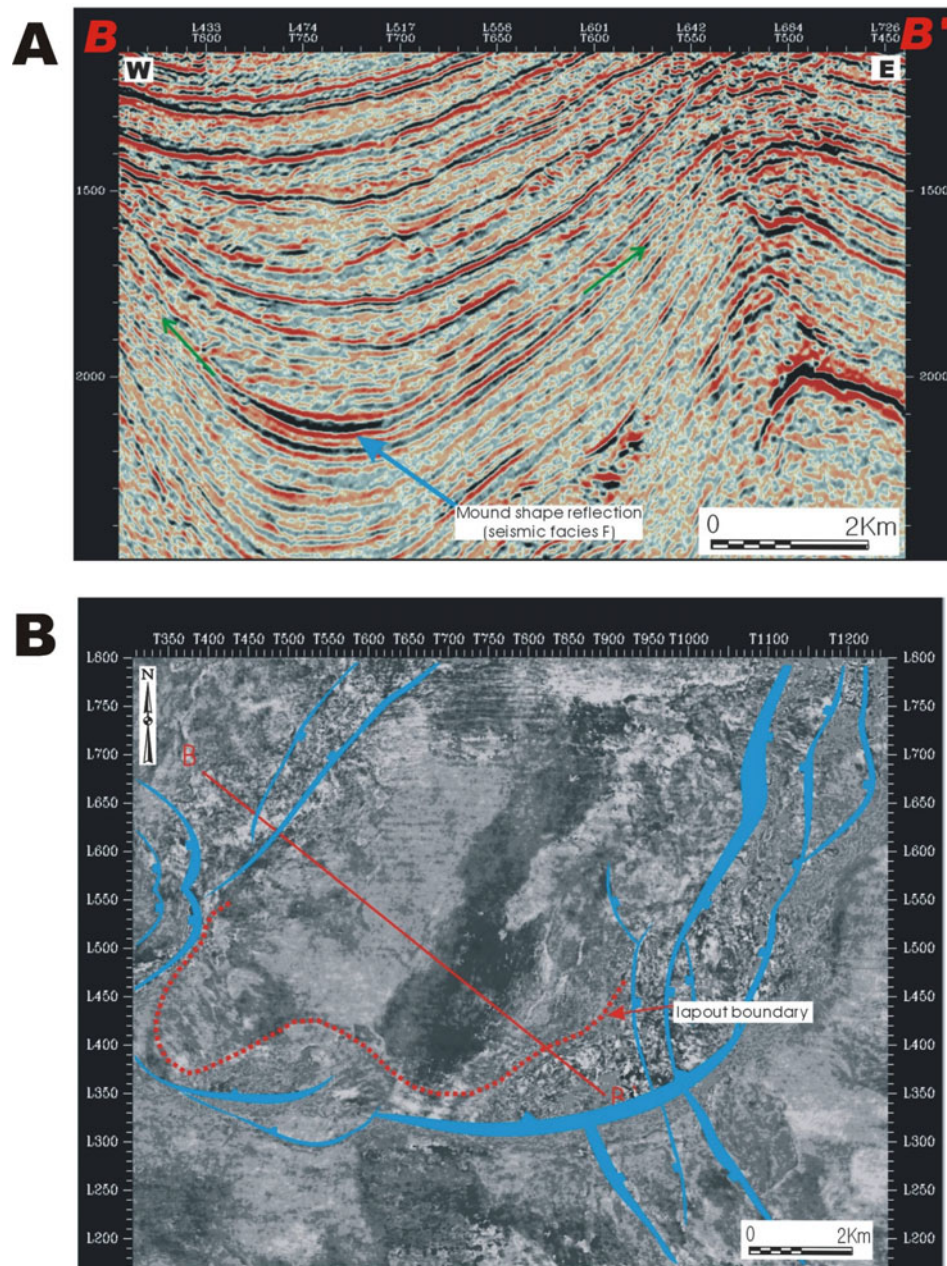 A
B
B'
L433 L474 L517 L558 L601 L642 L684 L726
T800 T750 T700 T650 T600 T550 T500 T450
W
E
1500 1500
2000 2000
Mound shape reflection
(seismic facies F)
0 2Km
B
T350 T400 T450 T500 T550 T600 T650 T700 T750 T800 T850 T900 T950 T1000 T1100 T1200
L800 L800
N
L750 L750
L700 L700
B
L650 L650
L600 L600
L550 L550
L500 L500
L450 L450
lapout boundary
L400 L400
L350 L350
L300 L300
L250 L250
0 2Km
L200 L200